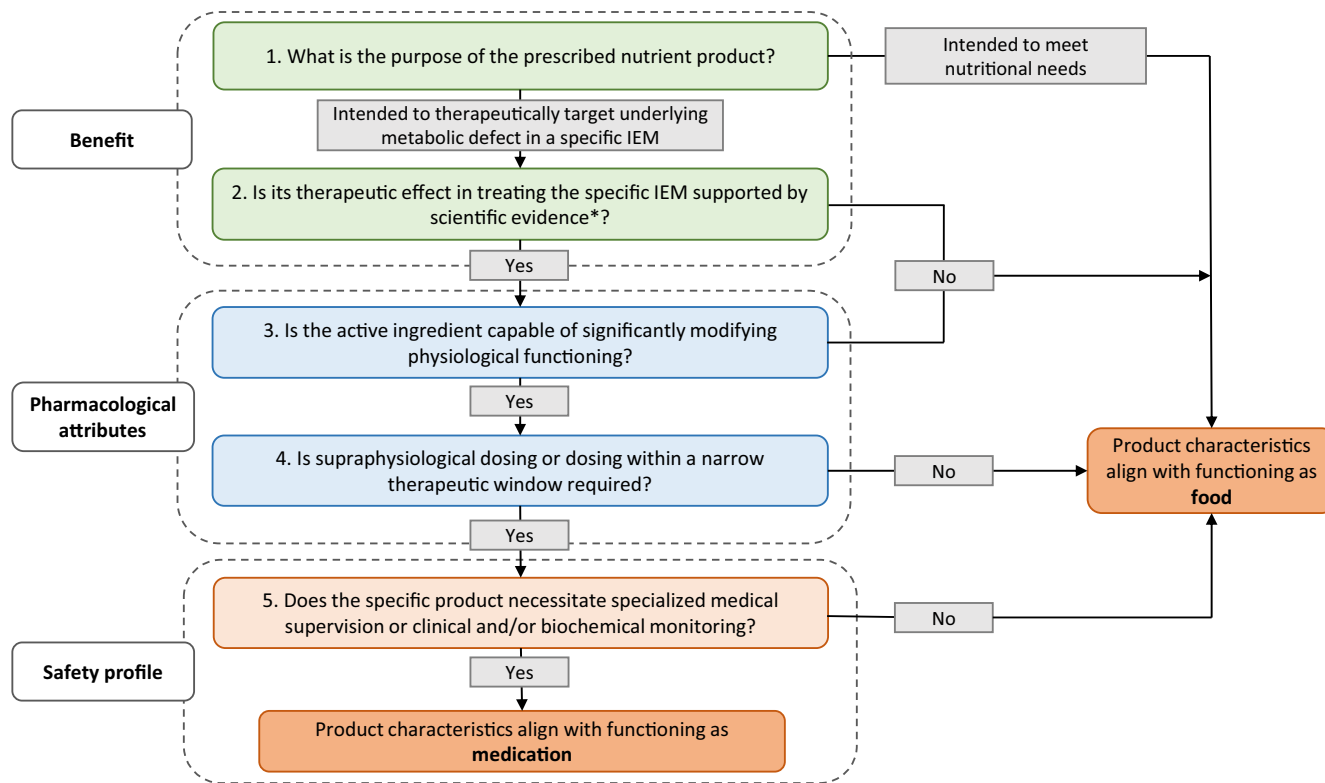 1. What is the purpose of the prescribed nutrient product?
Intended to meet
nutritional needs
Intended to therapeutically target underlying
metabolic defect in a specific IEM
Benefit
2. Is its therapeutic effect in treating the specific IEM supported by
scientific evidence*?
Yes
No
3. Is the active ingredient capable of significantly modifying
physiological functioning?
Yes
Pharmacological
attributes
4. Is supraphysiological dosing or dosing within a narrow
therapeutic window required?
No
Product characteristics
align with functioning as
food
Yes
5. Does the specific product necessitate specialized medical
supervision or clinical and/or biochemical monitoring?
No
Safety profile
Yes
Product characteristics align with functioning as
medication